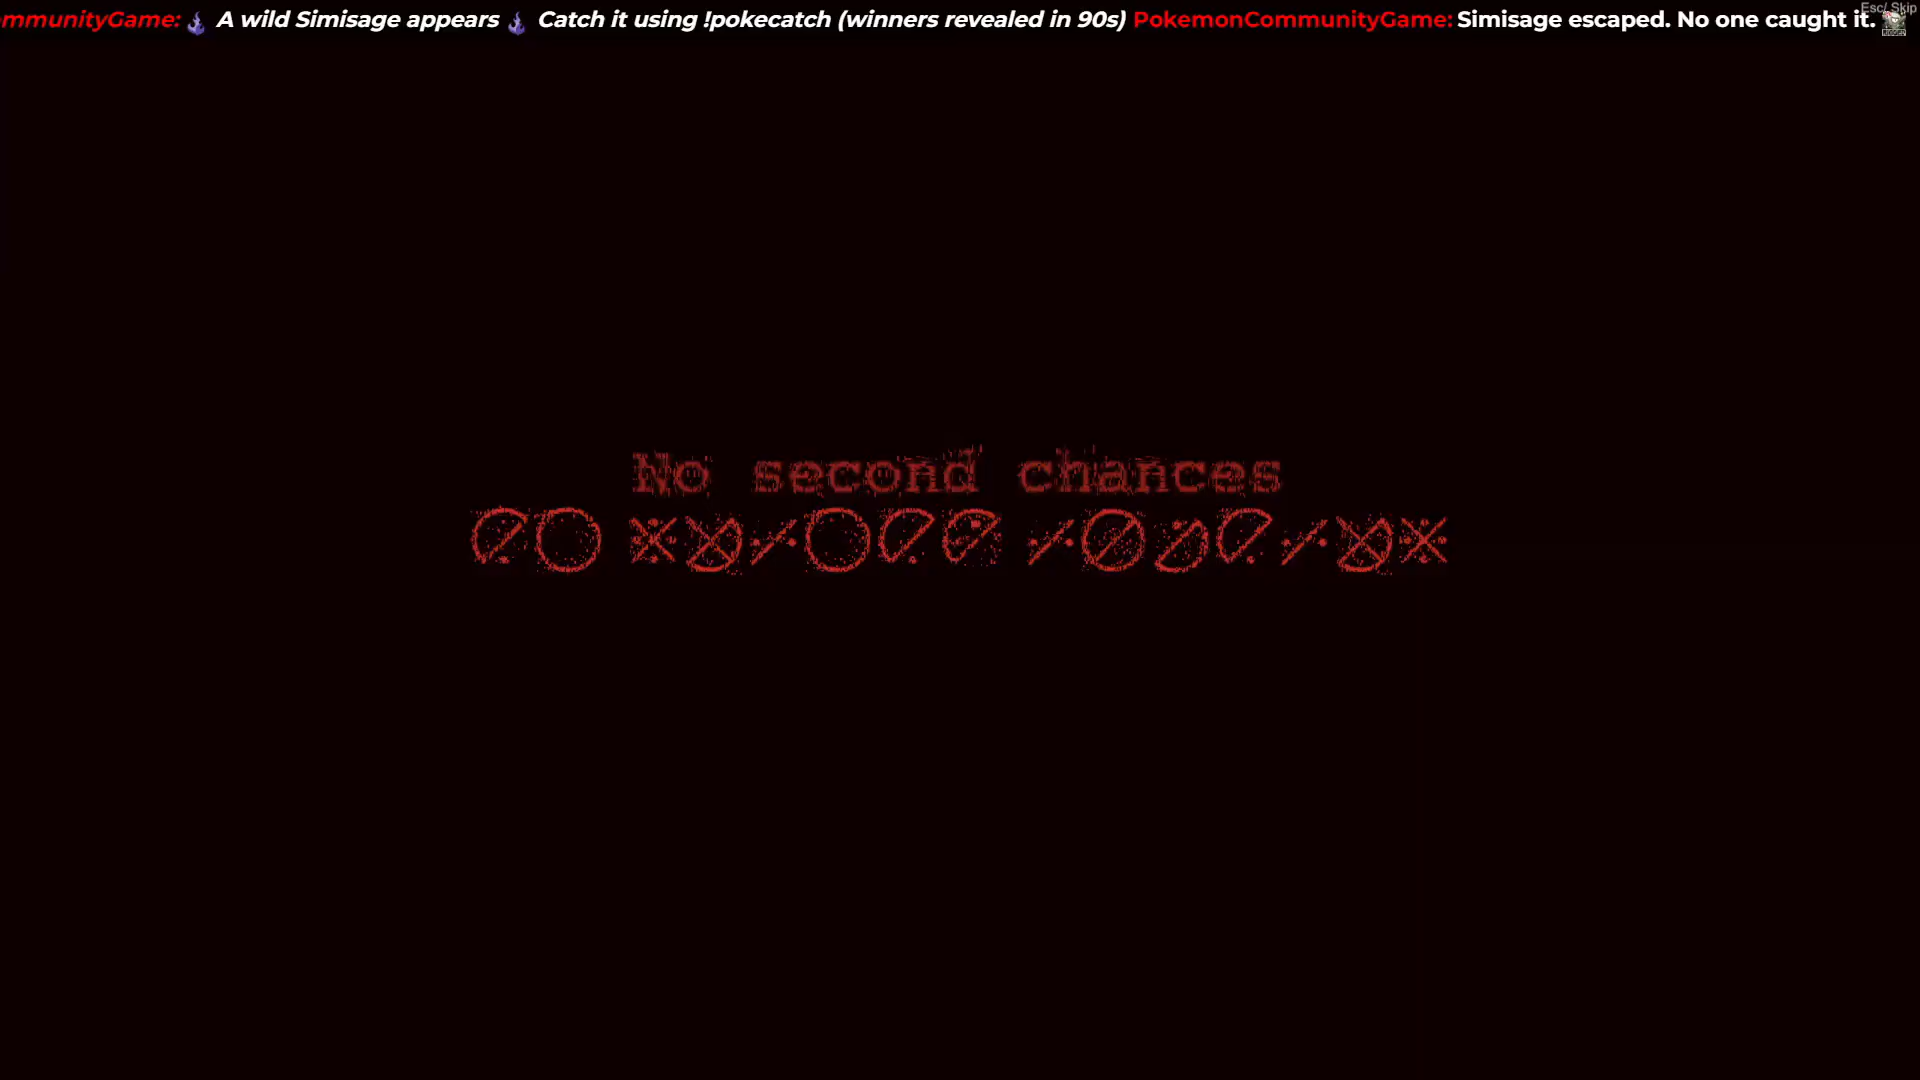 mmunityGame: A wild Simisage appears Catch it using !pokecatch (winners revealed in 90s) PokemonCommunityGame: Simisage escaped. No one caught it.
Esc/ Skip
No second chances